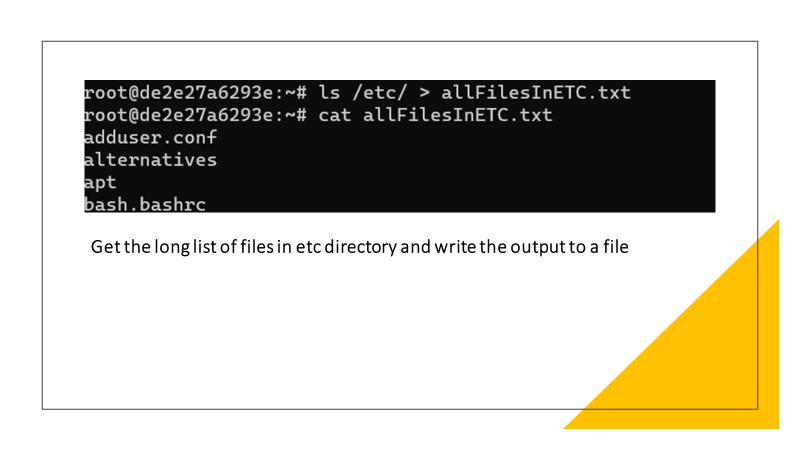 root@de2e27a6293e:~# ls /etc/ > allFilesInETC.txt
root@de2e27a6293e:~# cat allFilesInETC.txt
adduser.conf
alternatives
apt
bash.bashrc
Get the long list of files in etc directory and write the output to a file